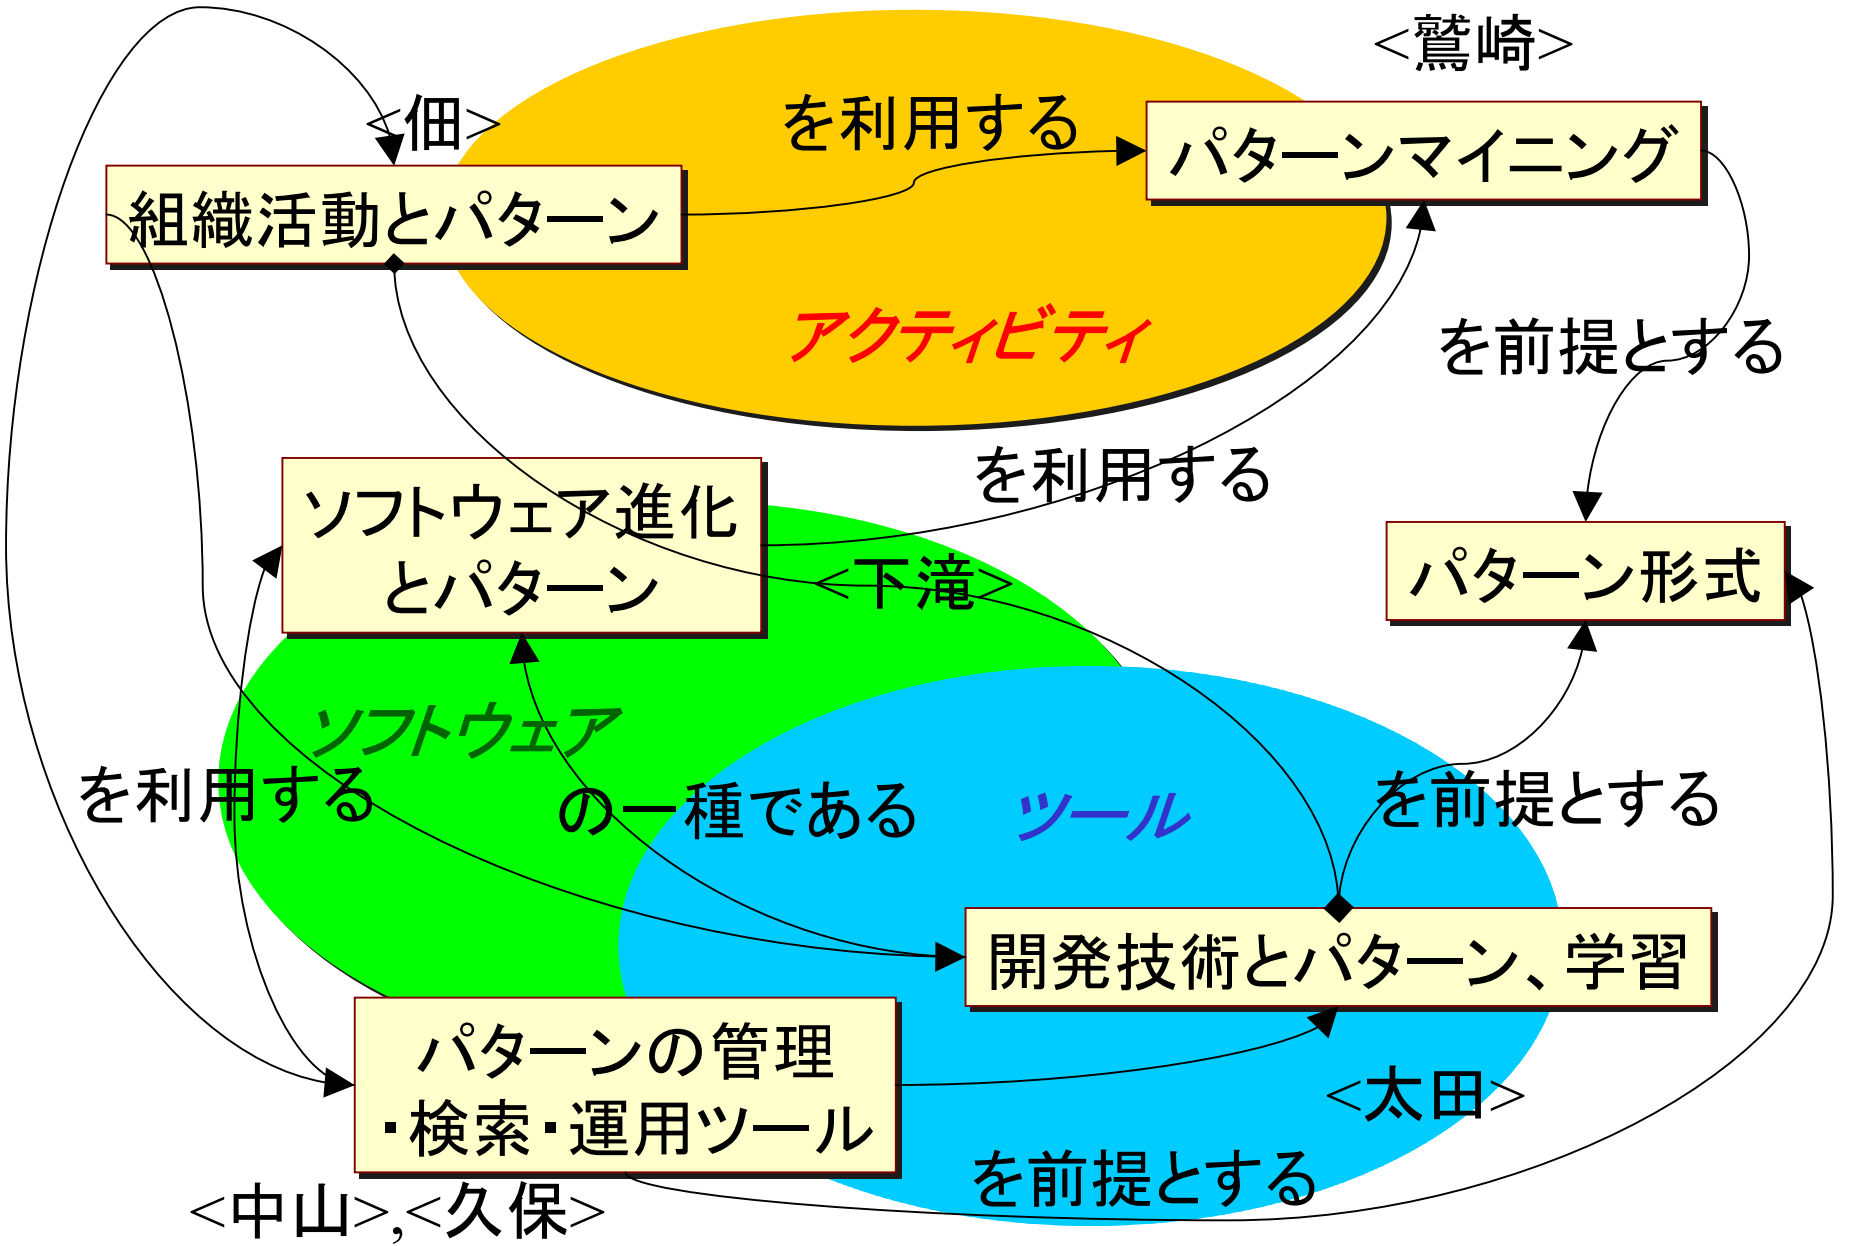 <鷲崎>
<佃>
を利用する
パターンマイニング
組織活動とパターン
アクティビティ
を前提とする
を利用する
ソフトウェア進化
とパターン
<下滝>
パターン形式
ソフトウェア
を利用する
の一種である
ツール
を前提とする
開発技術とパターン、学習
パターンの管理
・検索・運用ツール
<太田>
を前提とする
<中山>,<久保>